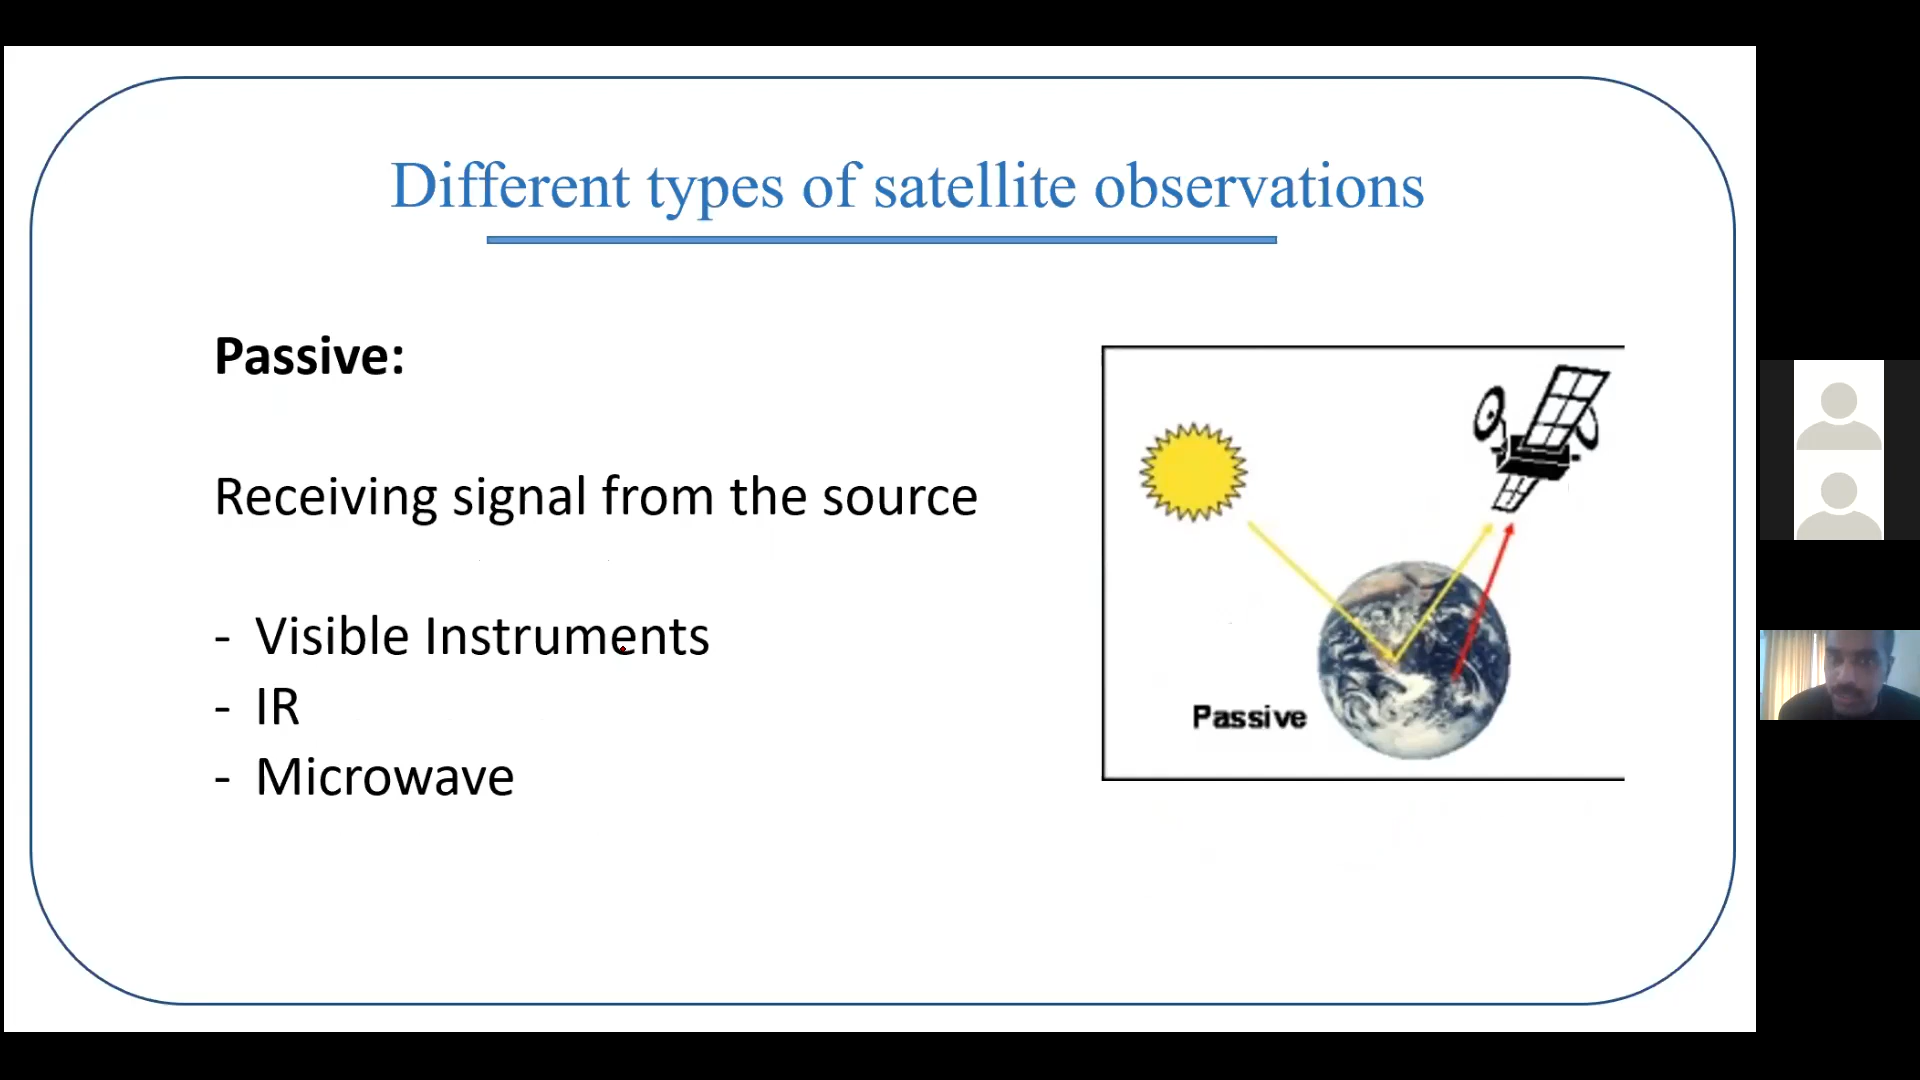 Different types of satellite observations
Passive:
Receiving signal from the source
- Visible Instruments
- IR
- Microwave
Passive